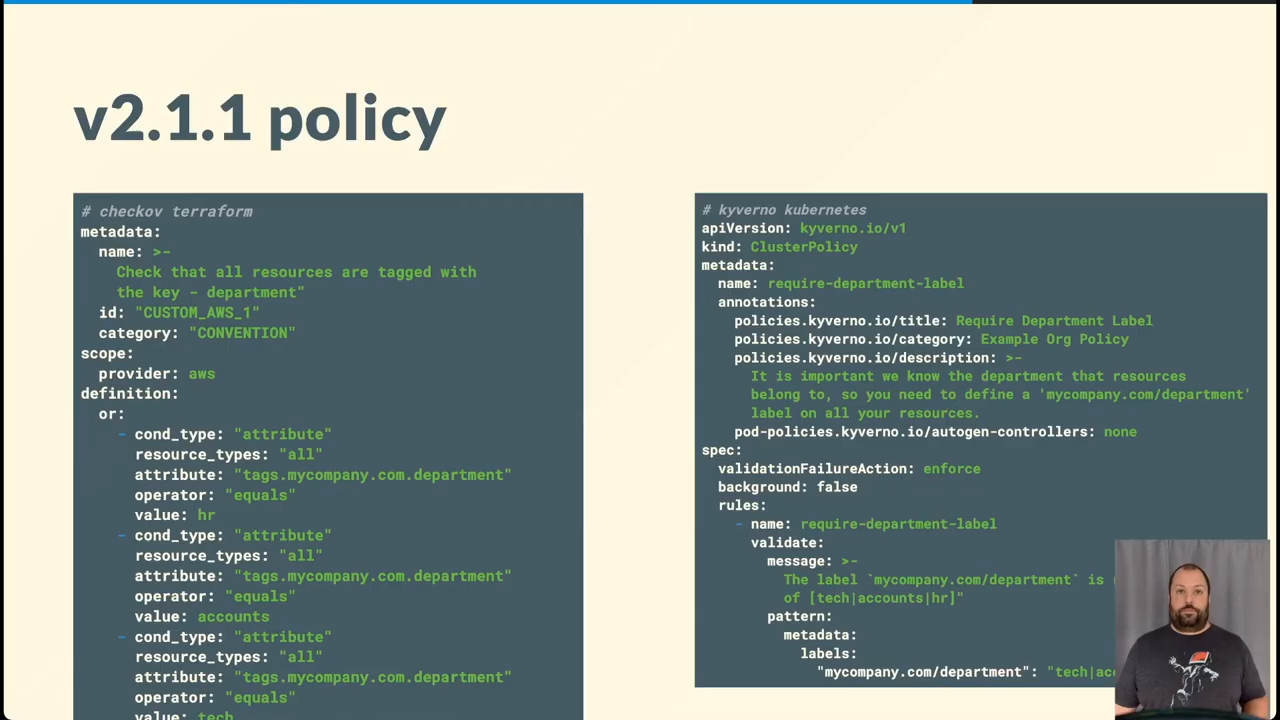 v2.1.1 policy
# checkov terraform
metadata:
name: >-
Check that all resources are tagged with
the key - department"
id: "CUSTOM_AWS_1"
category: "CONVENTION"
scope:
provider: aws
definition:
or:
- cond_type: "attribute"
resource_types: "all"
attribute: "tags.mycompany.com.department"
operator: "equals"
value: hr
- cond_type: "attribute"
resource_types: "all"
attribute: "tags.mycompany.com.department"
operator: "equals"
value: accounts
- cond_type: "attribute"
resource_types: "all"
attribute: "tags.mycompany.com.department"
operator: "equals"
value: tech
# kyverno kubernetes
apiVersion: kyverno.io/v1
kind: ClusterPolicy
metadata:
name: require-department-label
annotations:
policies.kyverno.io/title: Require Department Label
policies.kyverno.io/category: Example Org Policy
policies.kyverno.io/description: >-
It is important we know the department that resources
belong to, so you need to define a 'mycompany.com/department'
label on all your resources.
pod-policies.kyverno.io/autogen-controllers: none
spec:
validationFailureAction: enforce
background: false
rules:
- name: require-department-label
validate:
message: >-
The label `mycompany.com/department` is
of [tech|accounts|hr]"
pattern:
metadata:
labels:
"mycompany.com/department": "tech|